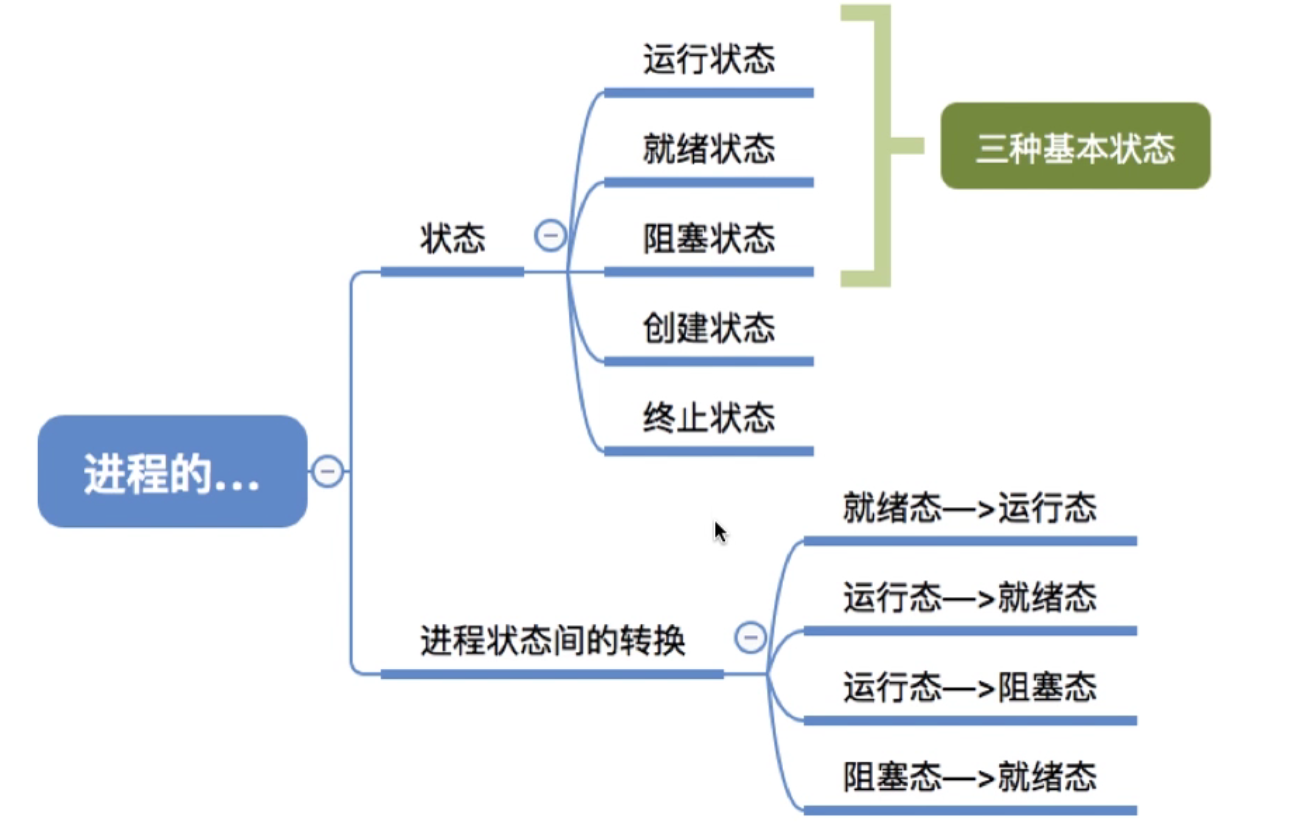 运行状态
就绪状态
三种基本状态
状态
阻塞状态
创建状态
终止状态
进程的...
就绪态—>运行态
运行态—>就绪态
进程状态间的转换
运行态—>阻塞态
阻塞态—>就绪态